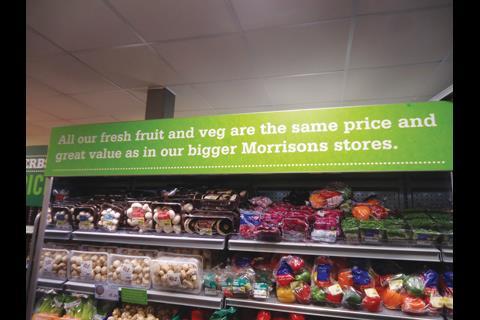 All our fresh fruit and veg are the same price and
great value as in our bigger Morrisons stores.
ERBS